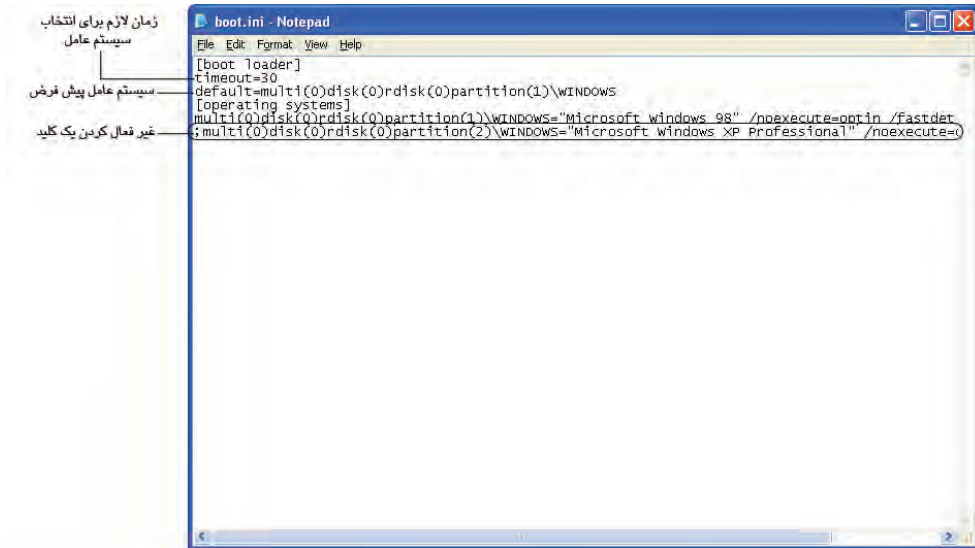 زمان لازم برای انتخاب
سیستم عامل
سیستم عامل پیش فرض
غیر فعال کردن یک کلید
boot.ini - Notepad
File Edit Format View Help
[boot loader]
timeout=30
default=multi(0)disk(0)rdisk(0)partition(1)\WINDOWS
[operating systems]
multi(0)disk(0)rdisk(0)partition(1)\WINDOWS="Microsoft Windows 98" /noexecute=optin /fastdet
;multi(0)disk(0)rdisk(0)partition(2)\WINDOWS="Microsoft Windows XP Professional" /noexecute=